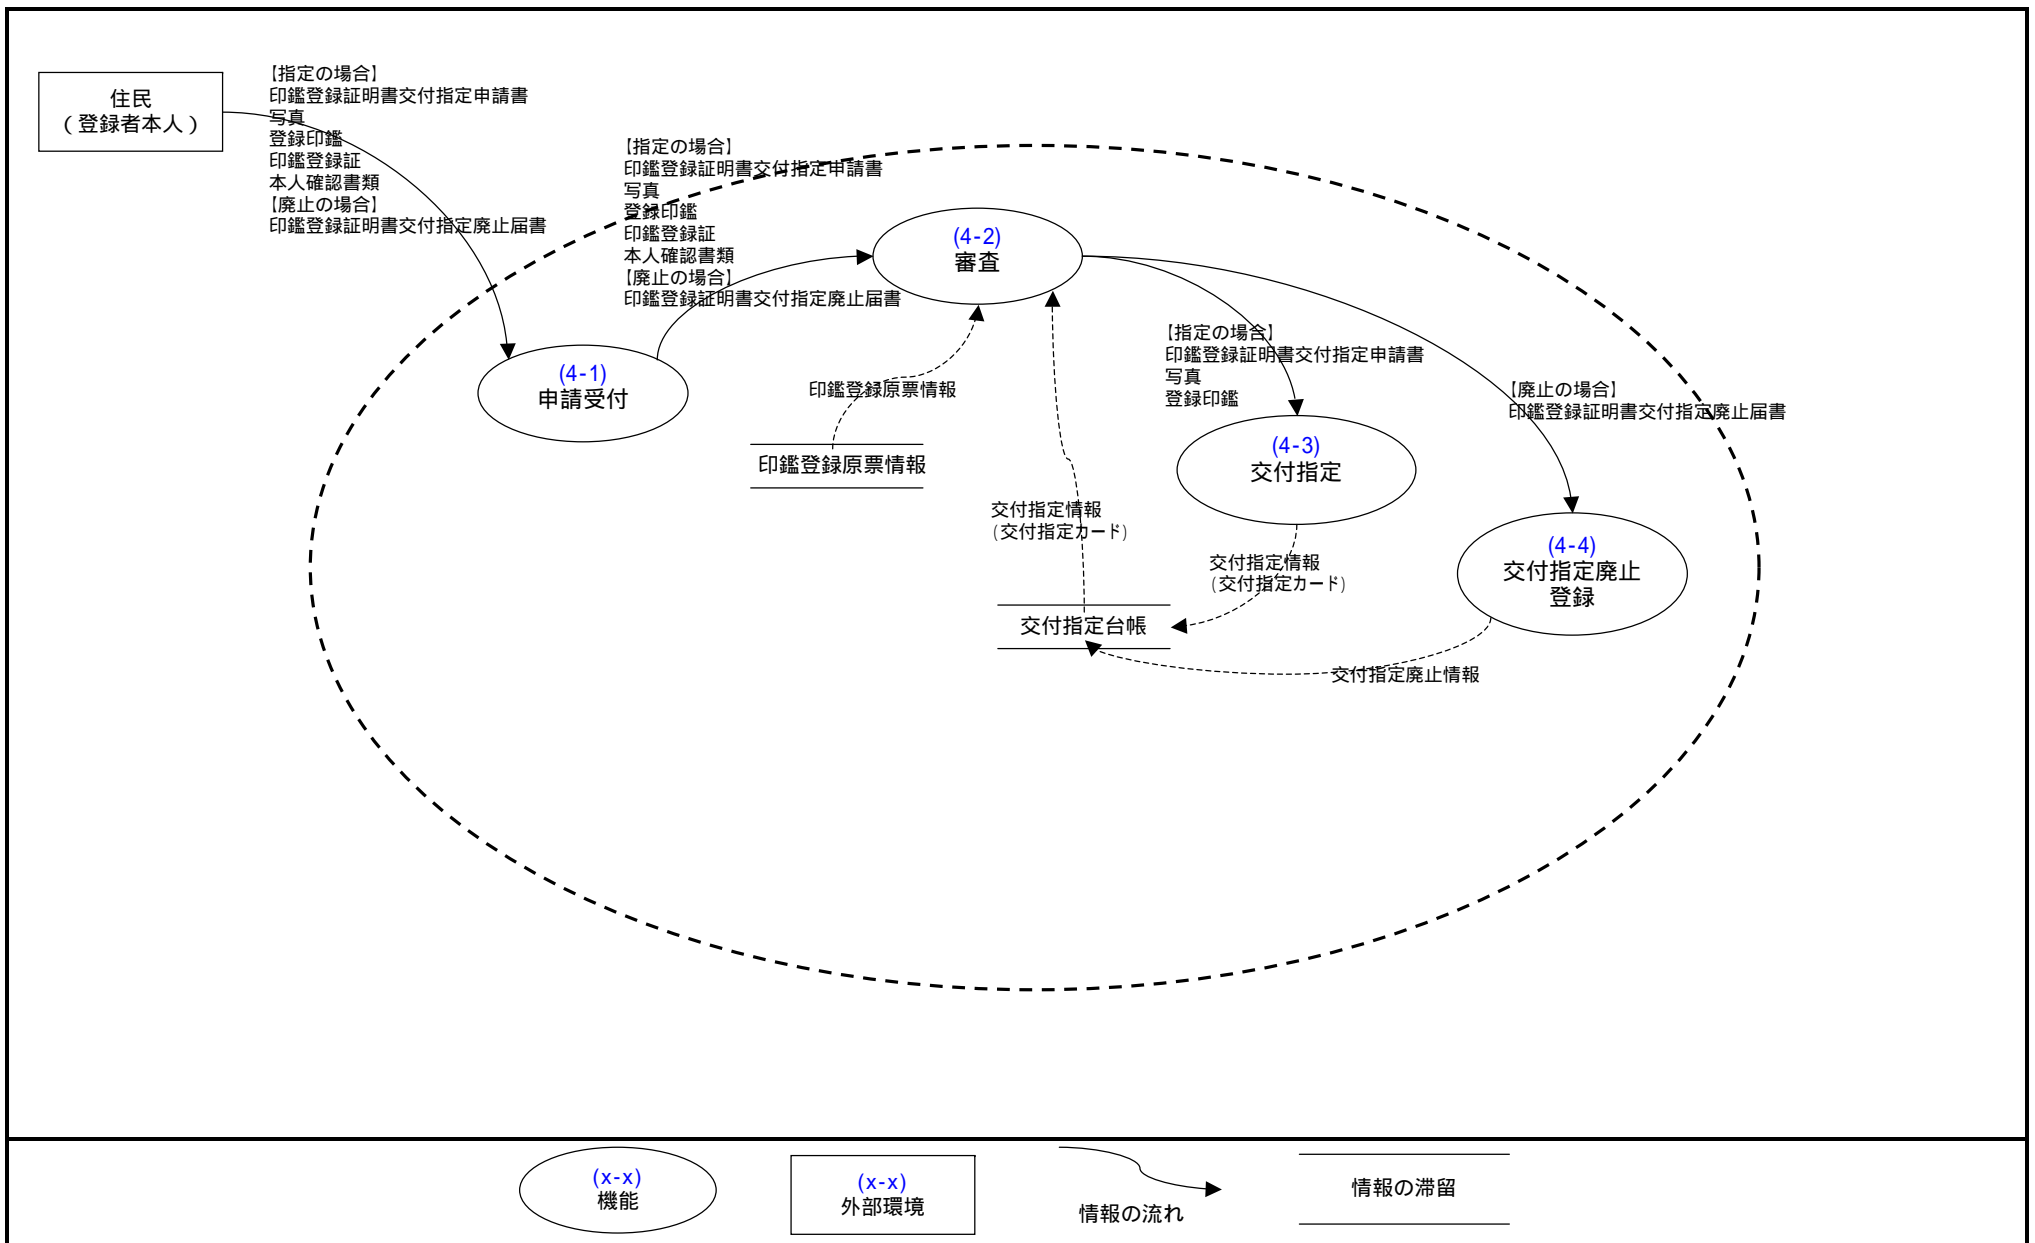 住民
（登録者本人）
【指定の場合】
印鑑登録証明書交付指定申請書
写真
登録印鑑
印鑑登録証
本人確認書類
【廃止の場合】
印鑑登録証明書交付指定廃止届書
【指定の場合】
印鑑登録証明書交付指定申請書
写真
登録印鑑
印鑑登録証
本人確認書類
【廃止の場合】
印鑑登録証明書交付指定廃止届書
(4-1)
申請受付
(4-2)
審査
印鑑登録原票情報
印鑑登録原票情報
【指定の場合】
印鑑登録証明書交付指定申請書
写真
登録印鑑
【廃止の場合】
印鑑登録証明書交付指定廃止届書
(4-3)
交付指定
交付指定情報
（交付指定カード）
交付指定情報
（交付指定カード）
(4-4)
交付指定廃止
登録
交付指定台帳
交付指定廃止情報
(x-x)
機能
(x-x)
外部環境
情報の流れ
情報の滞留